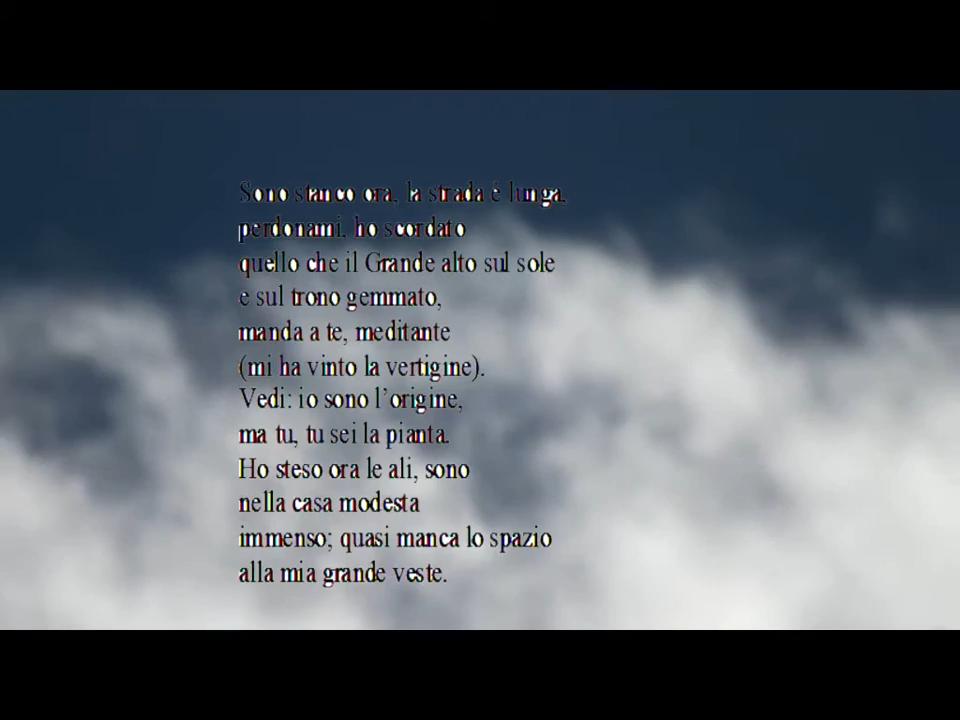 Sono stanco ora, la strada è lunga,
perdonami, ho scordato
quello che il Grande alto sul sole
e sul trono gemmato,
manda a te, meditante
(mi ha vinto la vertigine).
Vedi: io sono l’origine,
ma tu, tu sei la pianta.
Ho steso ora le ali, sono
nella casa modesta
immenso; quasi manca lo spazio
alla mia grande veste.